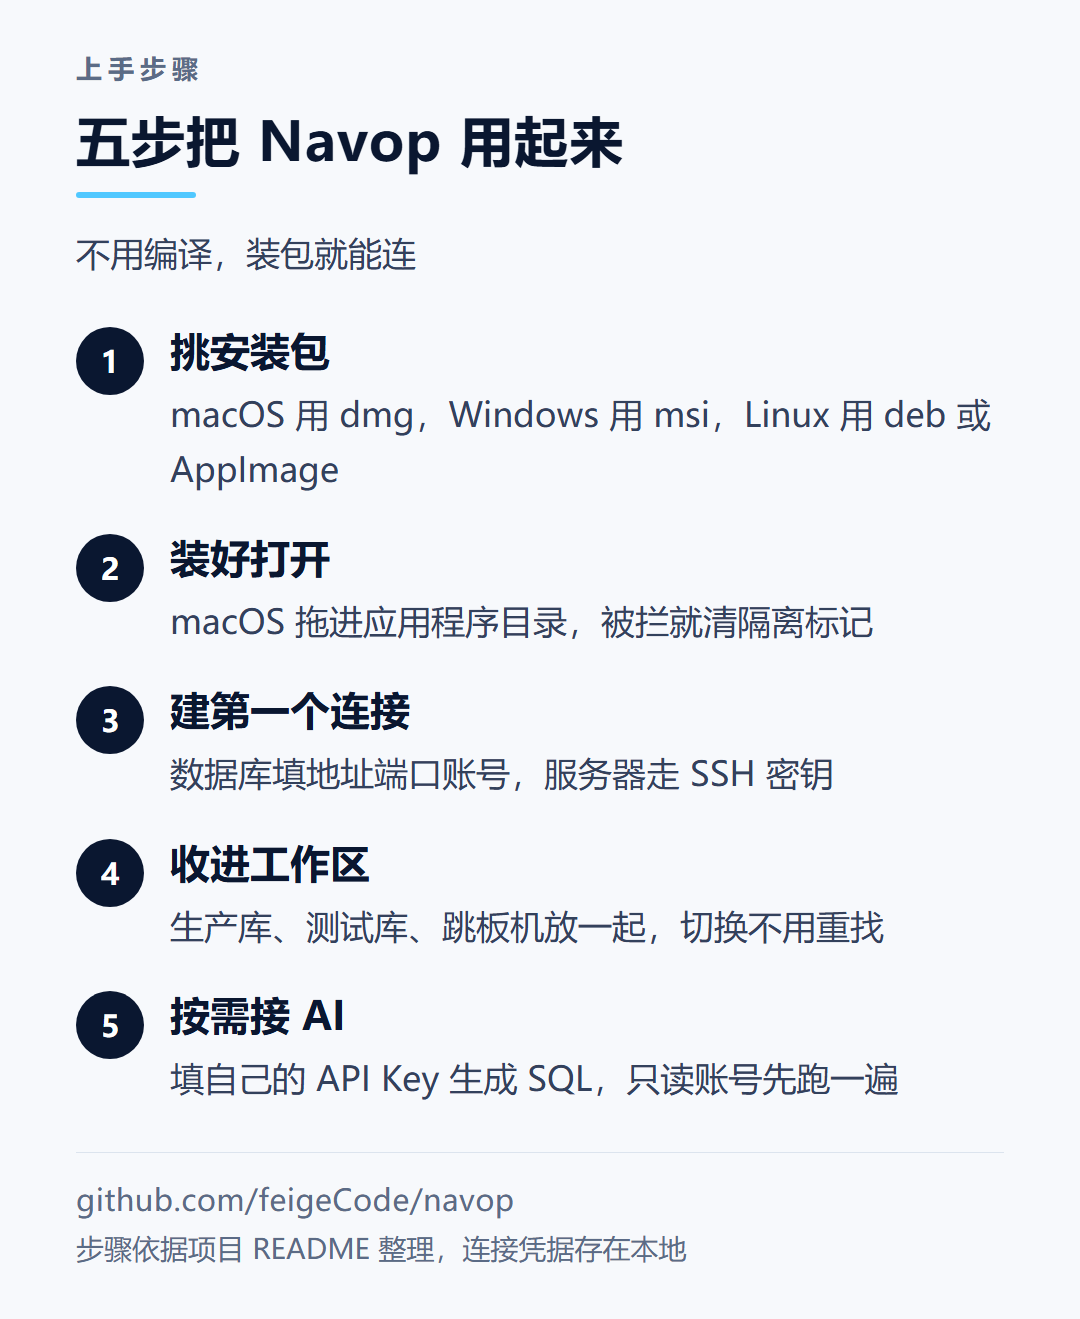 上手步骤
五步把 Navop 用起来
不用编译，装包就能连
1
挑安装包
macOS 用 dmg，Windows 用 msi，Linux 用 deb 或
AppImage
2
装好打开
macOS 拖进应用程序目录，被拦就清隔离标记
3
建第一个连接
数据库填地址端口账号，服务器走 SSH 密钥
4
收进工作区
生产库、测试库、跳板机放一起，切换不用重找
5
按需接 AI
填自己的 API Key 生成 SQL，只读账号先跑一遍
github.com/feigeCode/navop
步骤依据项目 README 整理，连接凭据存在本地